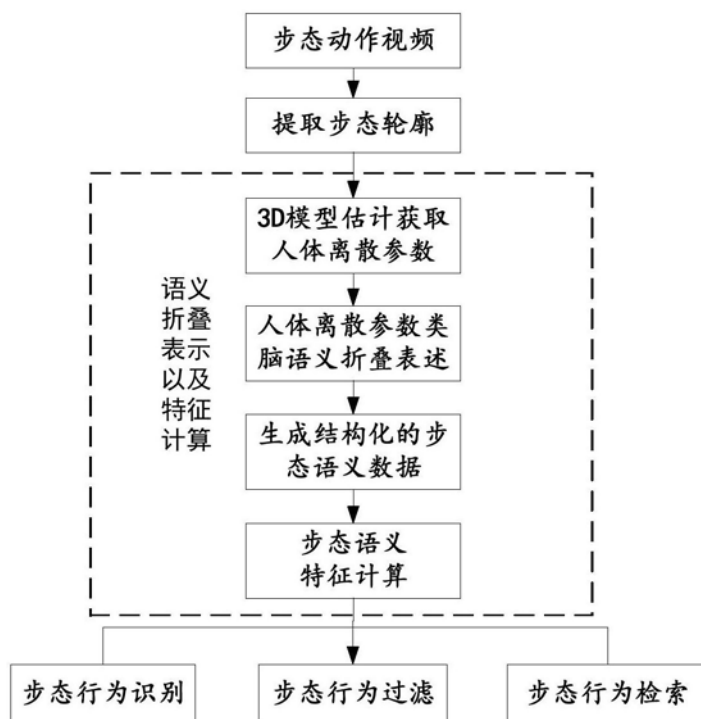 步态动作视频
提取步态轮廓
3D模型估计获取
人体离散参数
语义
折叠
表示
以及
特征
计算
人体离散参数类
脑语义折叠表述
生成结构化的步
态语义数据
步态语义
特征计算
步态行为识别
步态行为过滤
步态行为检索